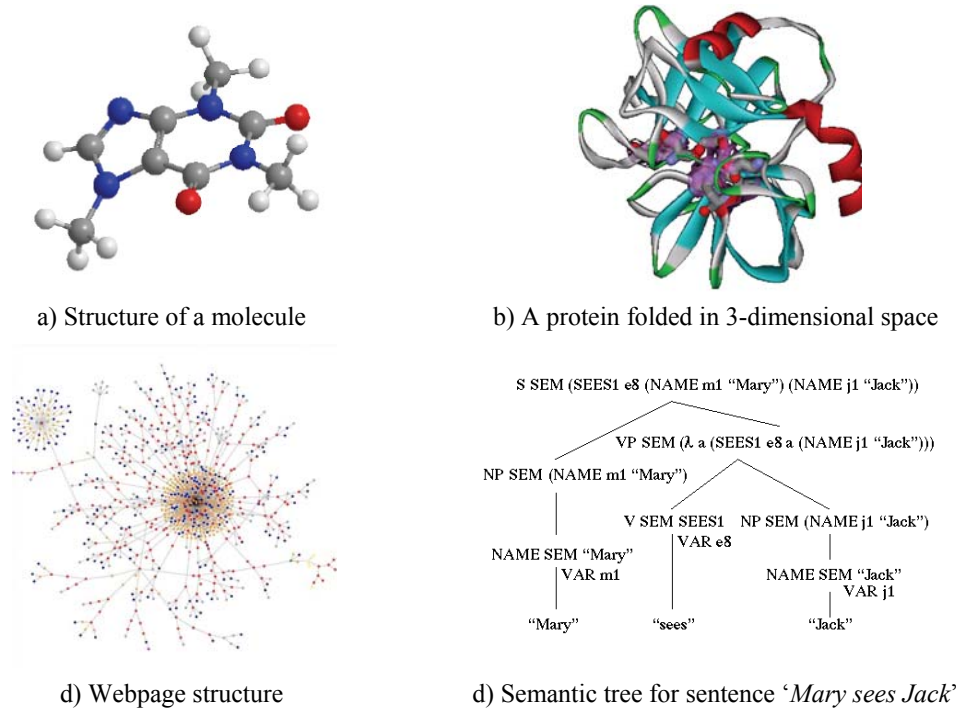 a) Structure of a molecule
b) A protein folded in 3-dimensional space
S SEM (SEES1 e8 (NAME m1 “Mary”) (NAME j1 “Jack”))
VP SEM (λ a (SEES1 e8 a (NAME j1 “Jack”)))
NP SEM (NAME m1 “Mary”)
V SEM SEES1
VAR e8
NP SEM (NAME j1 “Jack”)
NAME SEM “Mary”
VAR m1
NAME SEM “Jack”
VAR j1
“Mary”
“sees”
“Jack”
d) Webpage structure
d) Semantic tree for sentence ‘Mary sees Jack’